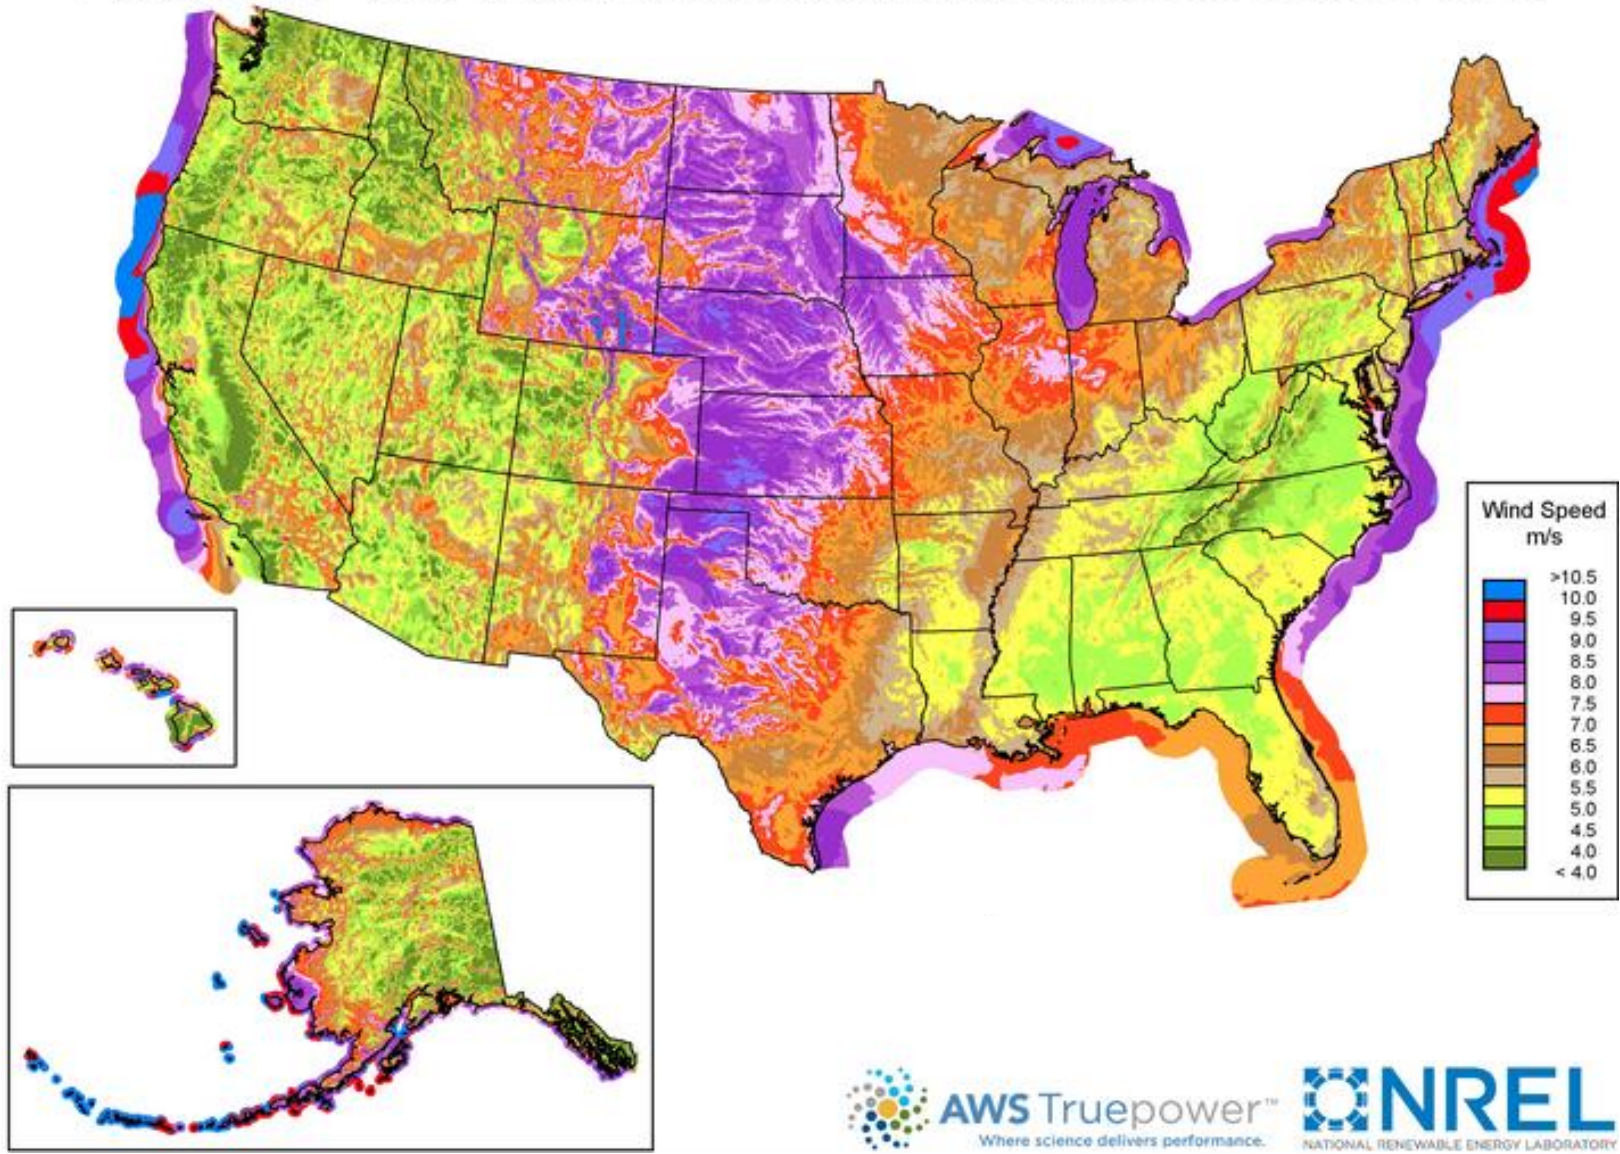 Wind Speed
m/s
>10.5
10.0
9.5
9.0
8.5
8.0
7.5
7.0
6.5
6.0
5.5
5.0
4.5
4.0
< 4.0
AWS Truepower™
Where science delivers performance.
NREL
NATIONAL RENEWABLE ENERGY LABORATORY